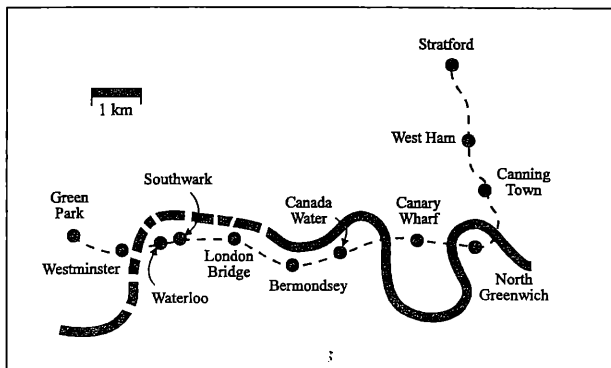 Stratford
1 km
West Ham
Canning
Town
Southwark
Green
Park
Canada
Water
Canary
Wharf
Westminster
London
Bridge
Waterloo
Bermondsey
North
Greenwich